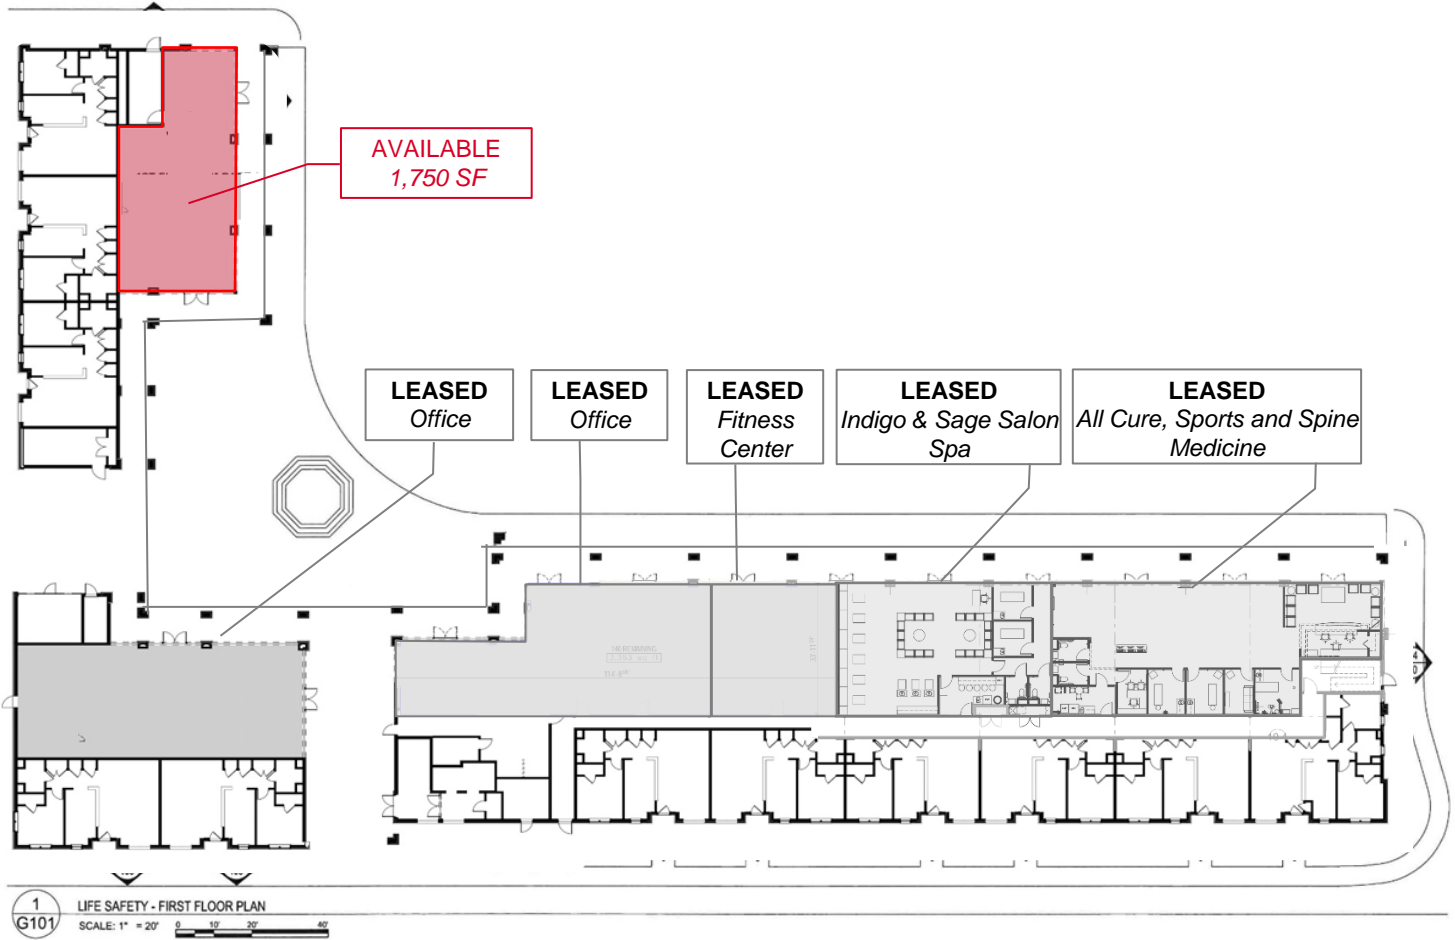 AVAILABLE
1,750 SF
LEASED
Office
LEASED
Office
LEASED
Fitness
Center
LEASED
Indigo & Sage Salon
Spa
LEASED
All Cure, Sports and Spine
Medicine
1
G101
LIFE SAFETY - FIRST FLOOR PLAN
SCALE: 1" = 20'
0 10' 20' 40'